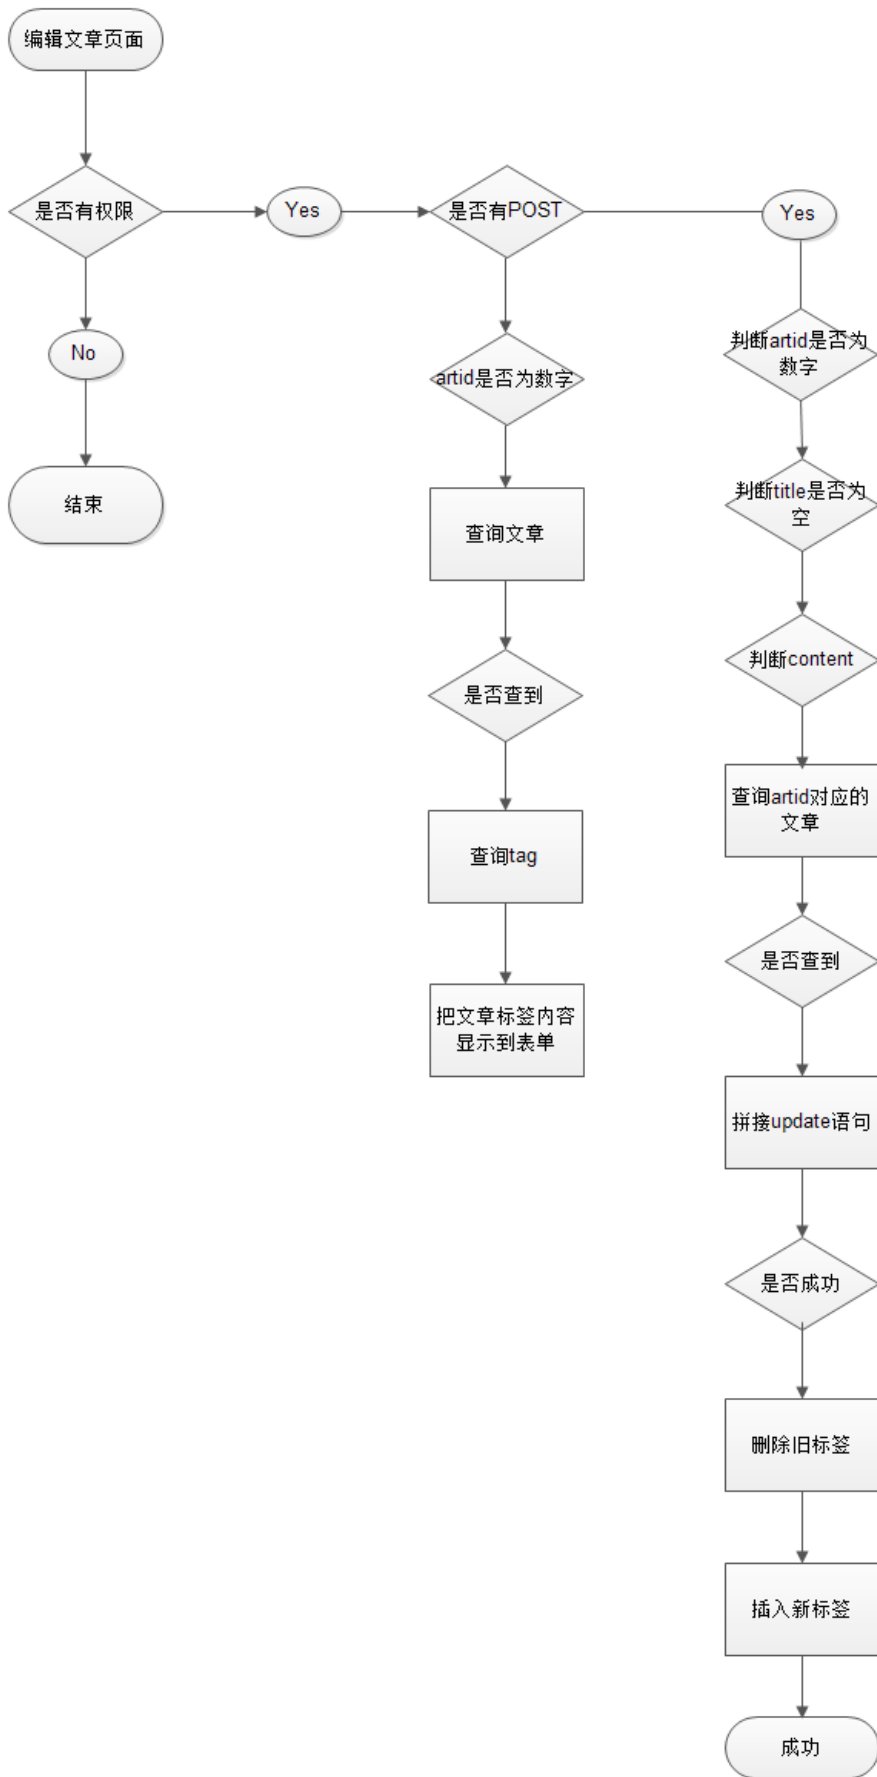 编辑文章页面
是否有权限
Yes
是否有POST
Yes
No
结束
artid是否为数字
查询文章
是否查到
查询tag
把文章标签内容
显示到表单
判断artid是否为
数字
判断title是否为
空
判断content
查询artid对应的
文章
是否查到
拼接update语句
是否成功
删除旧标签
插入新标签
成功